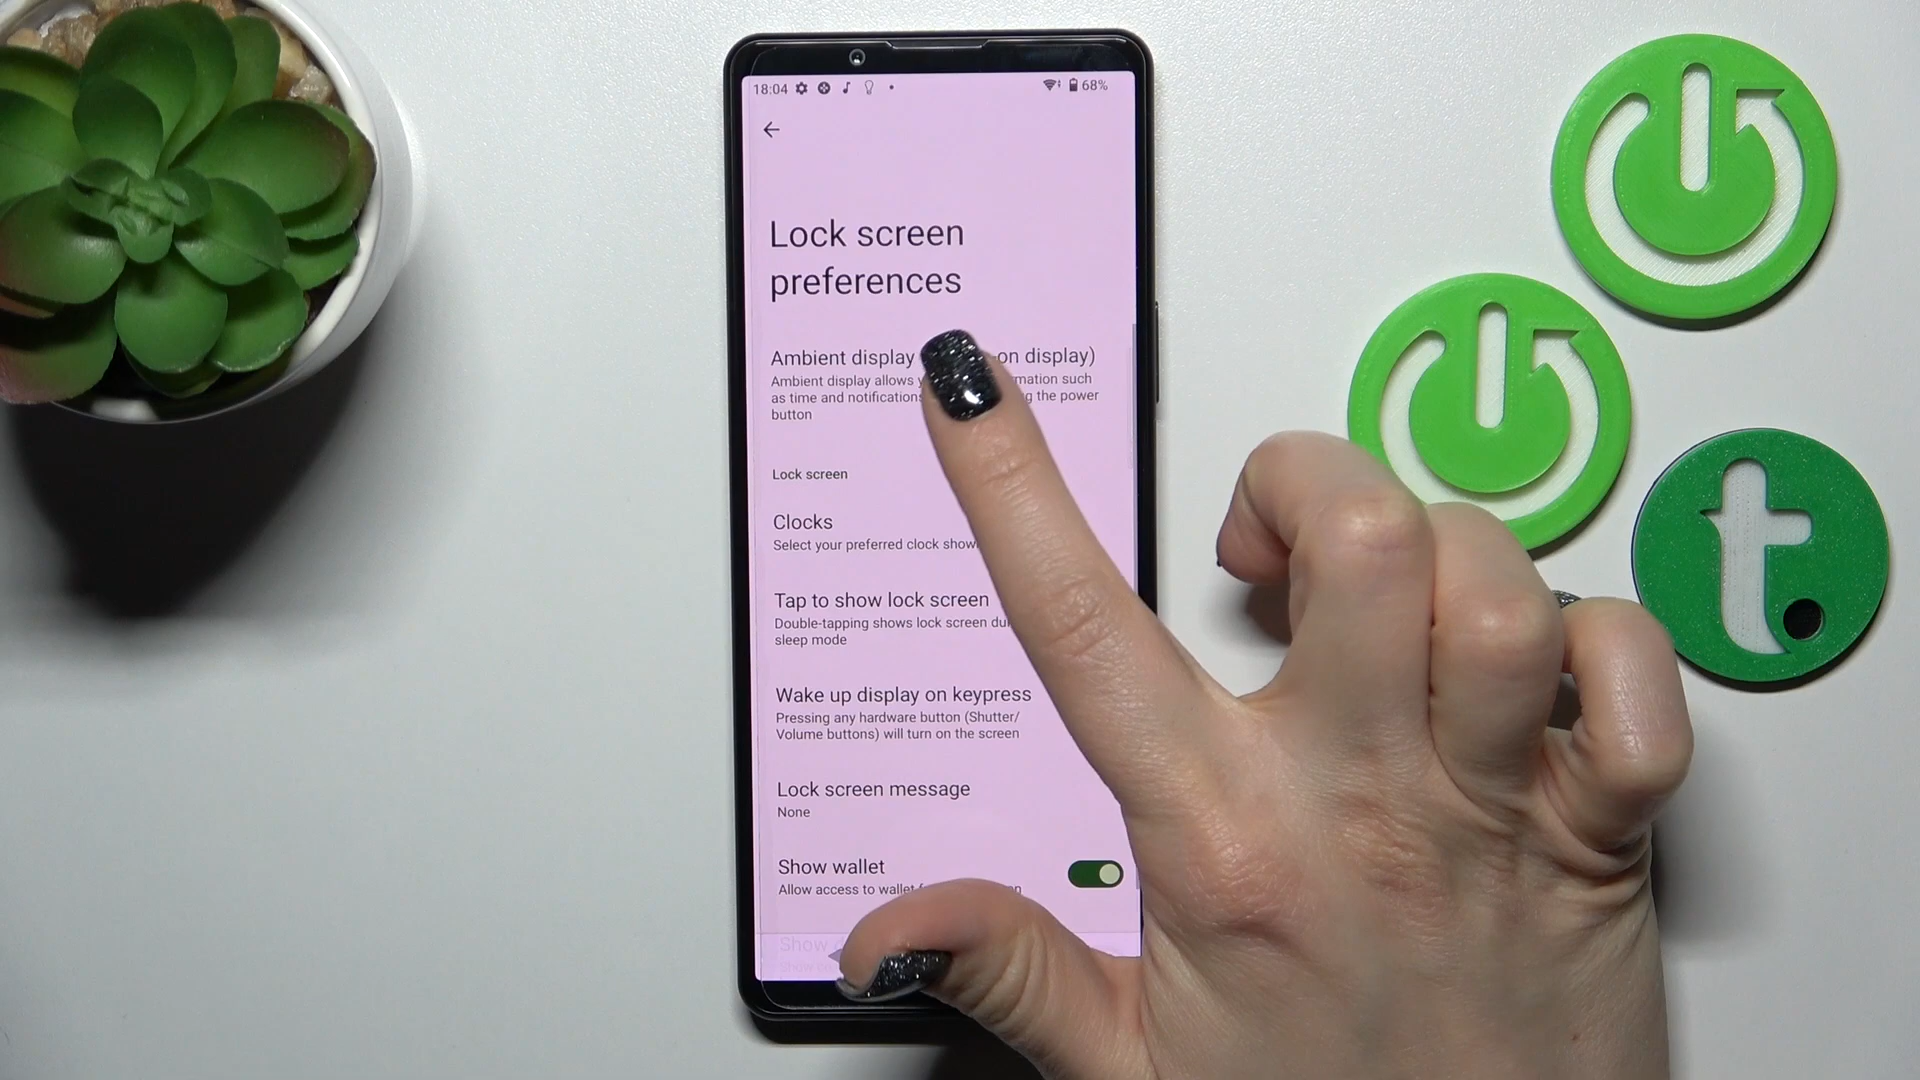 18:04 68%
Lock screen
preferences
Ambient display on display)
Ambient display allows mation such
as time and notifications the power
button
Lock screen
Clocks
Select your preferred clock
Tap to show lock screen
Double-tapping shows lock screen
sleep mode
Wake up display on keypress
Pressing any hardware button (Shutter/
Volume buttons) will turn on the screen
Lock screen message
None
Show wallet
Allow access to wallet
Show
t.